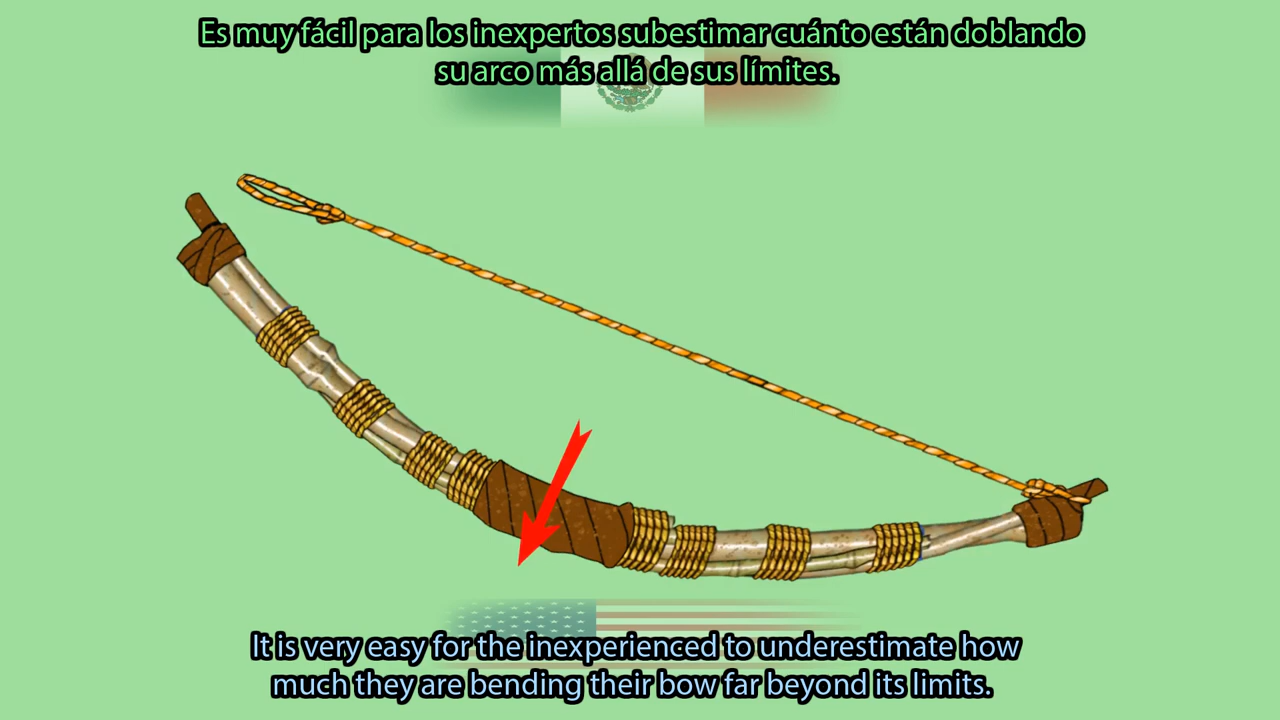 Es muy fácil para los inexpertos subestimar cuánto están doblando
su arco más allá de sus límites.
It is very easy for the inexperienced to underestimate how
much they are bending their bow far beyond its limits.